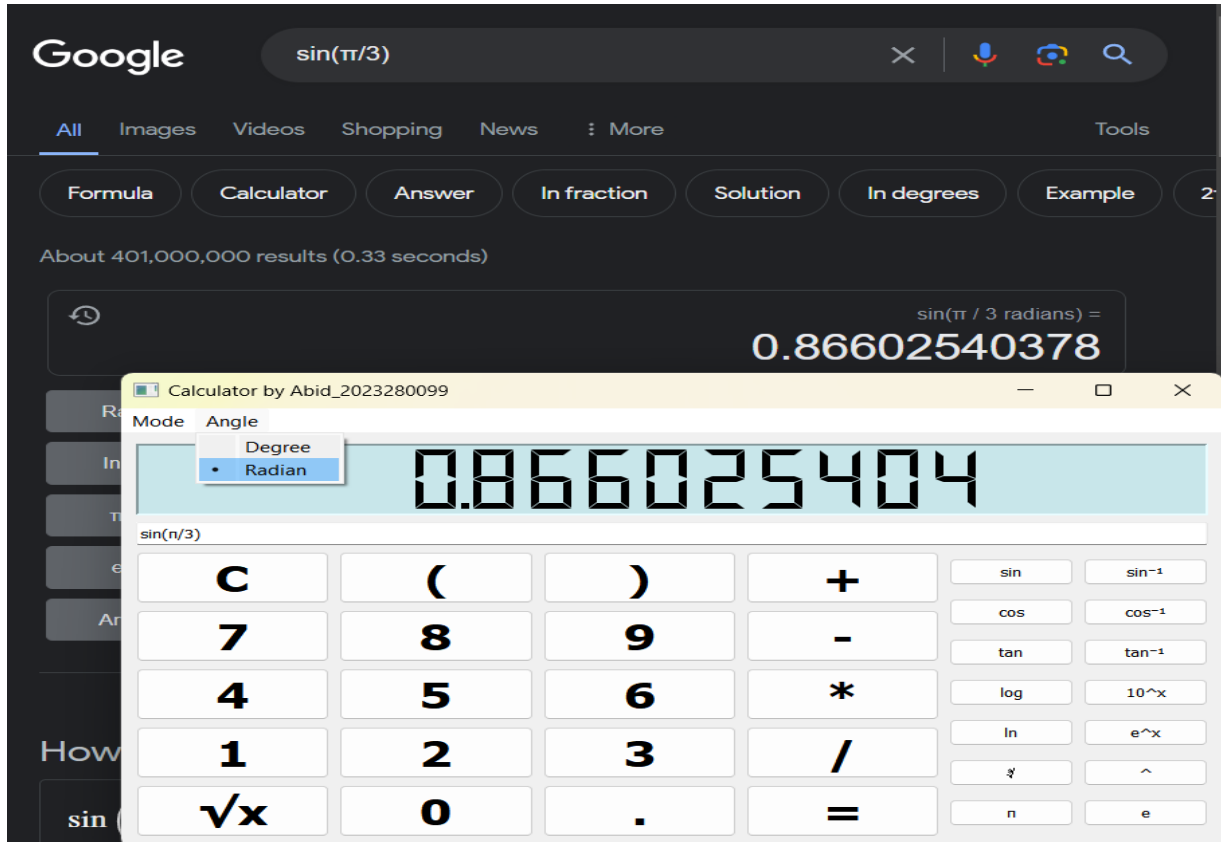 Google sin(π/3)
All Images Videos Shopping News ⋮ More Tools
Formula Calculator Answer In fraction Solution In degrees Example
About 401,000,000 results (0.33 seconds)
sin(π / 3 radians) =
0.86602540378
Calculator by Abid_2023280099
Mode Angle
Degree
• Radian
0.866025404
sin(π/3)
C ( ) + sin sin⁻¹
cos cos⁻¹
7 8 9 - tan tan⁻¹
4 5 6 * log 10^x
ln e^x
1 2 3 / ^
√x 0 . = π e
How
sin (